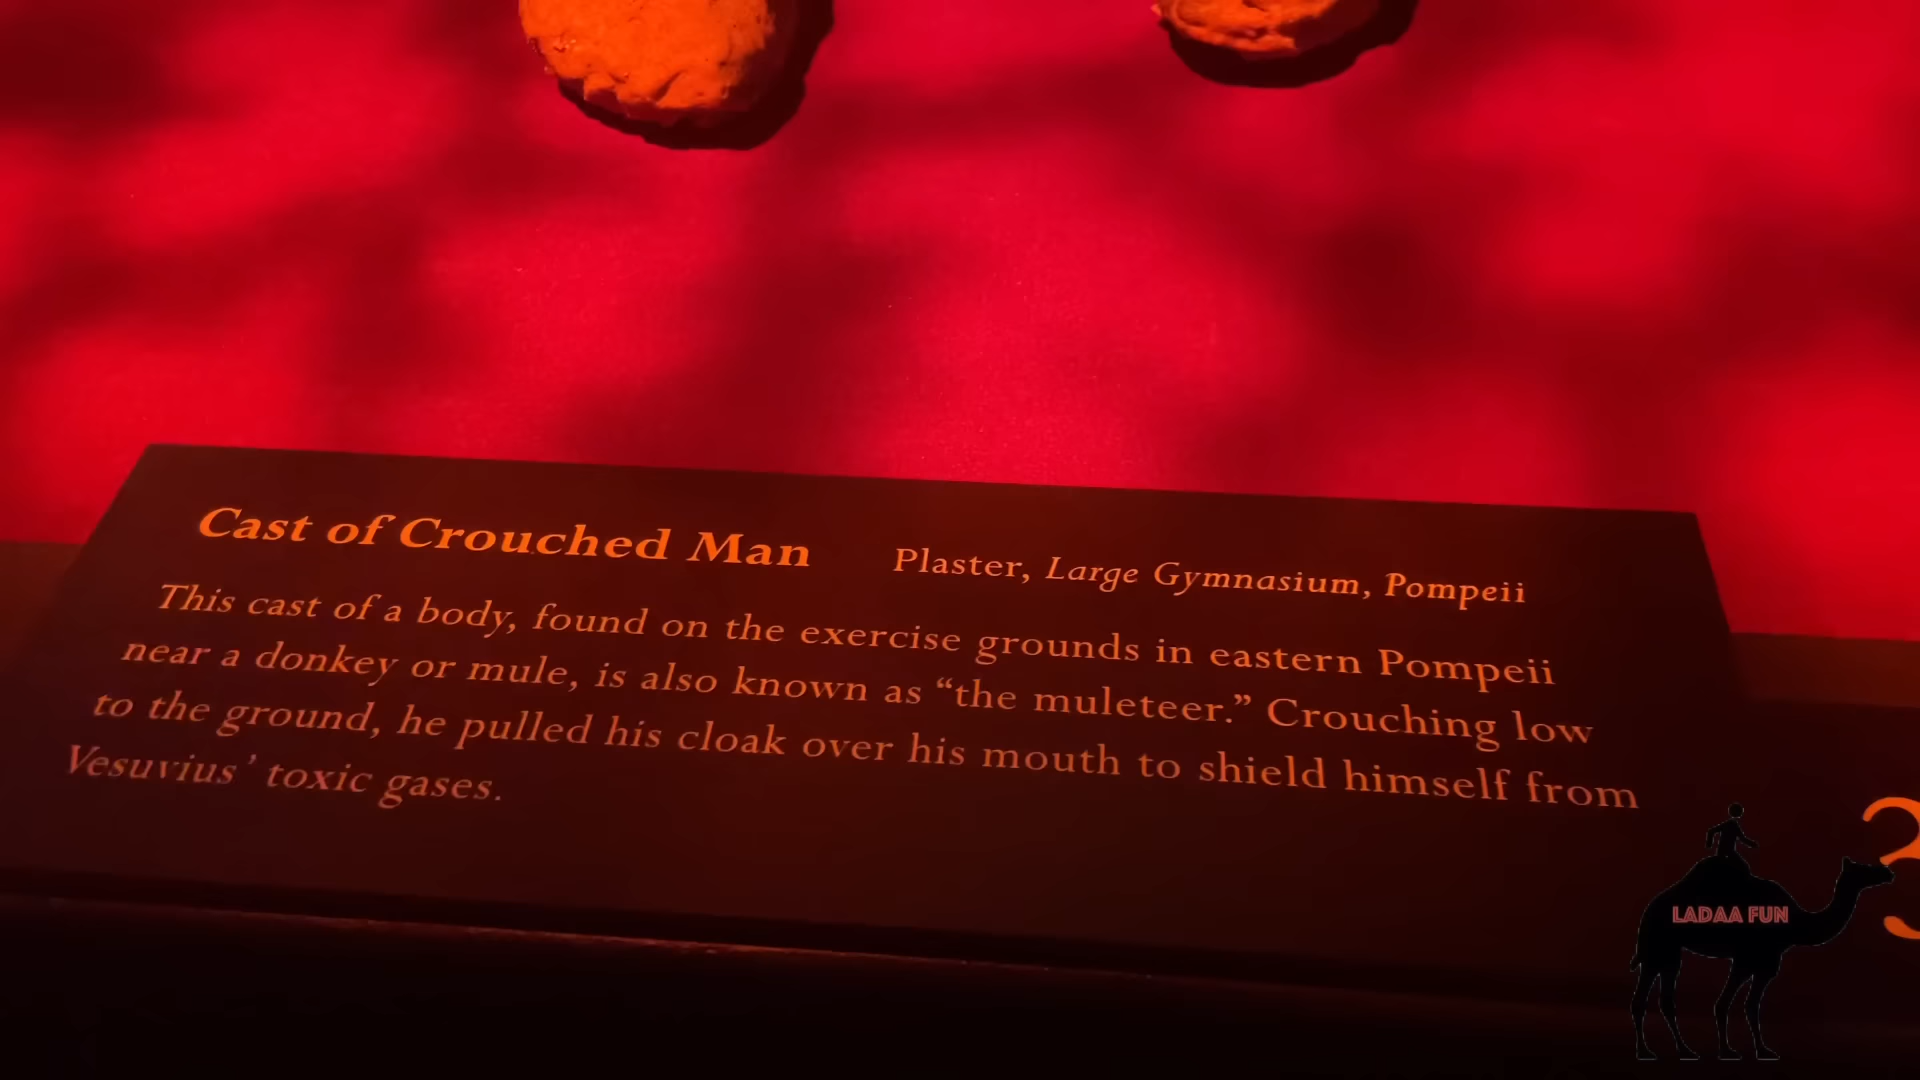 Cast of Crouched Man Plaster, Large Gymnasium, Pompeii
This cast of a body, found on the exercise grounds in eastern Pompeii
near a donkey or mule, is also known as “the muleteer.” Crouching low
to the ground, he pulled his cloak over his mouth to shield himself from
Vesuvius’ toxic gases.
LADAA FUN